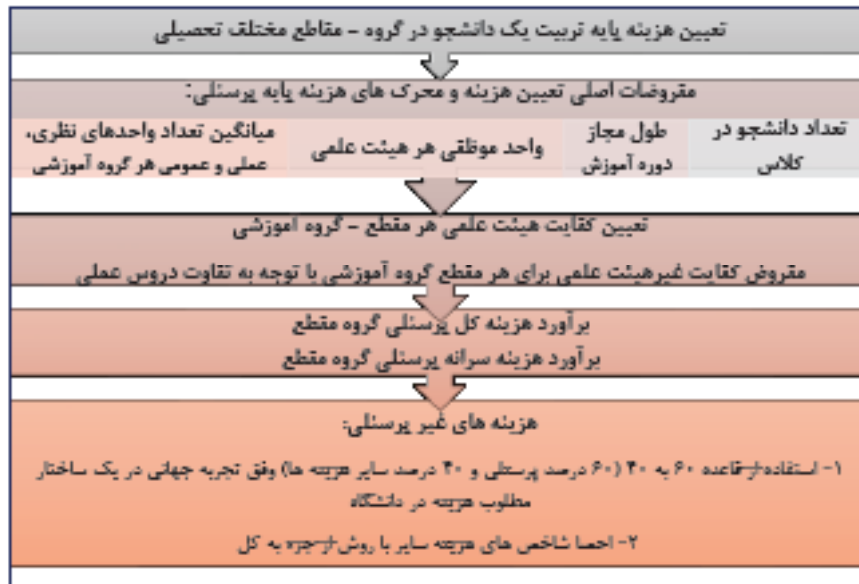 تعیین هزینه پایه تربیت یک دانشجو در گروه - مقاطع مختلف تحصیلی
مفروضات اصلی تعیین هزینه و محرک های هزینه پایه پرسنلی:
تعداد دانشجو در
کلاس
طول مجاز
دوره آموزش
واحد موظفی هر هیئت علمی
میانگین تعداد واحدهای نظری،
عملی و عمومی هر گروه آموزشی
تعیین کفایت هیئت علمی هر مقطع - گروه آموزشی
مفروض کفایت غیرهیئت علمی برای هر مقطع گروه آموزشی با توجه به تفاوت دروس عملی
برآورد هزینه کل پرسنلی گروه مقطع
برآورد هزینه سرانه پرسنلی گروه مقطع
هزینه های غیر پرسنلی:
۱- استفاده از قاعده ۶۰ به ۴۰ (۶۰ درصد پرسنلی و ۴۰ درصد سایر هزینه ها) وفق تجربه جهانی در یک ساختار
مطلوب هزینه در دانشگاه
۲- احصا شاخص های هزینه سایر با روش از جزء به کل